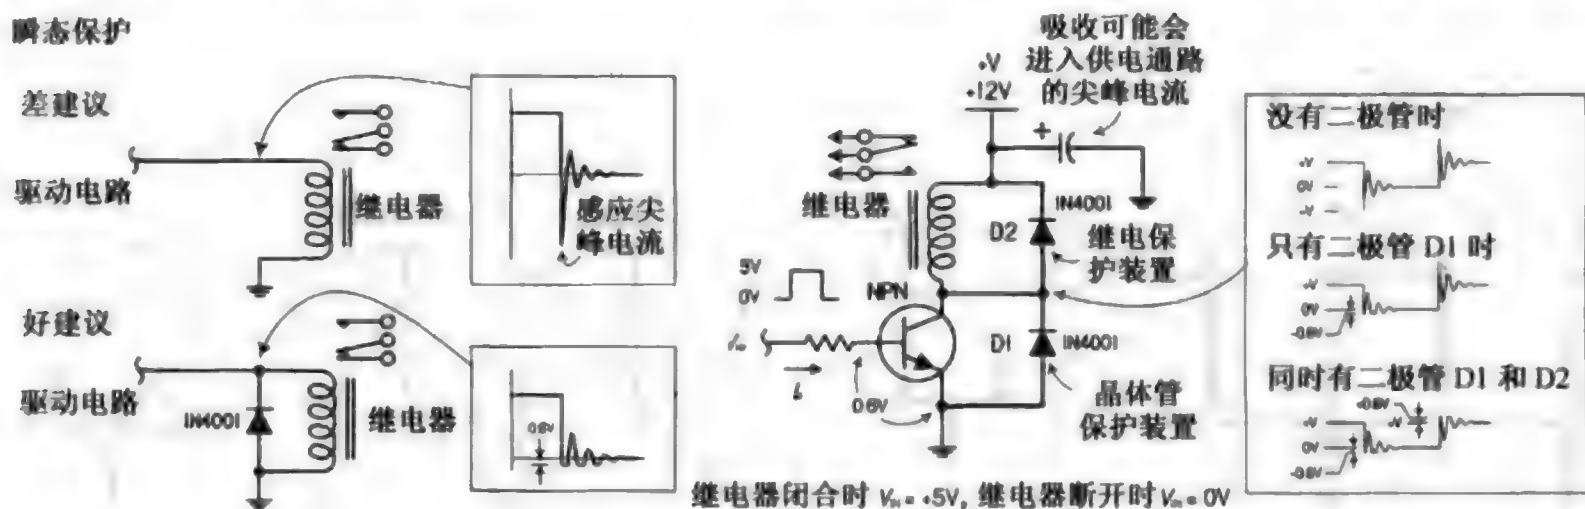 瞬态保护
差建议
驱动电路
继电器
感应尖
峰电流
好建议
驱动电路
1N4001
继电器
0.6V
吸收可能会
进入供电通路
的尖峰电流
+V
+12V
+
继电器
1N4001
D2
继电保
护装置
5V
0V
NPN
D1
1N4001
0.6V
晶体管
保护装置
没有二极管时
+V
0V
-V
只有二极管 D1 时
+V
0V
-0.6V
同时有二极管 D1 和 D2
+0.6V
+V
0V
-0.6V
继电器闭合时 Vin = +5V, 继电器断开时 Vin = 0V